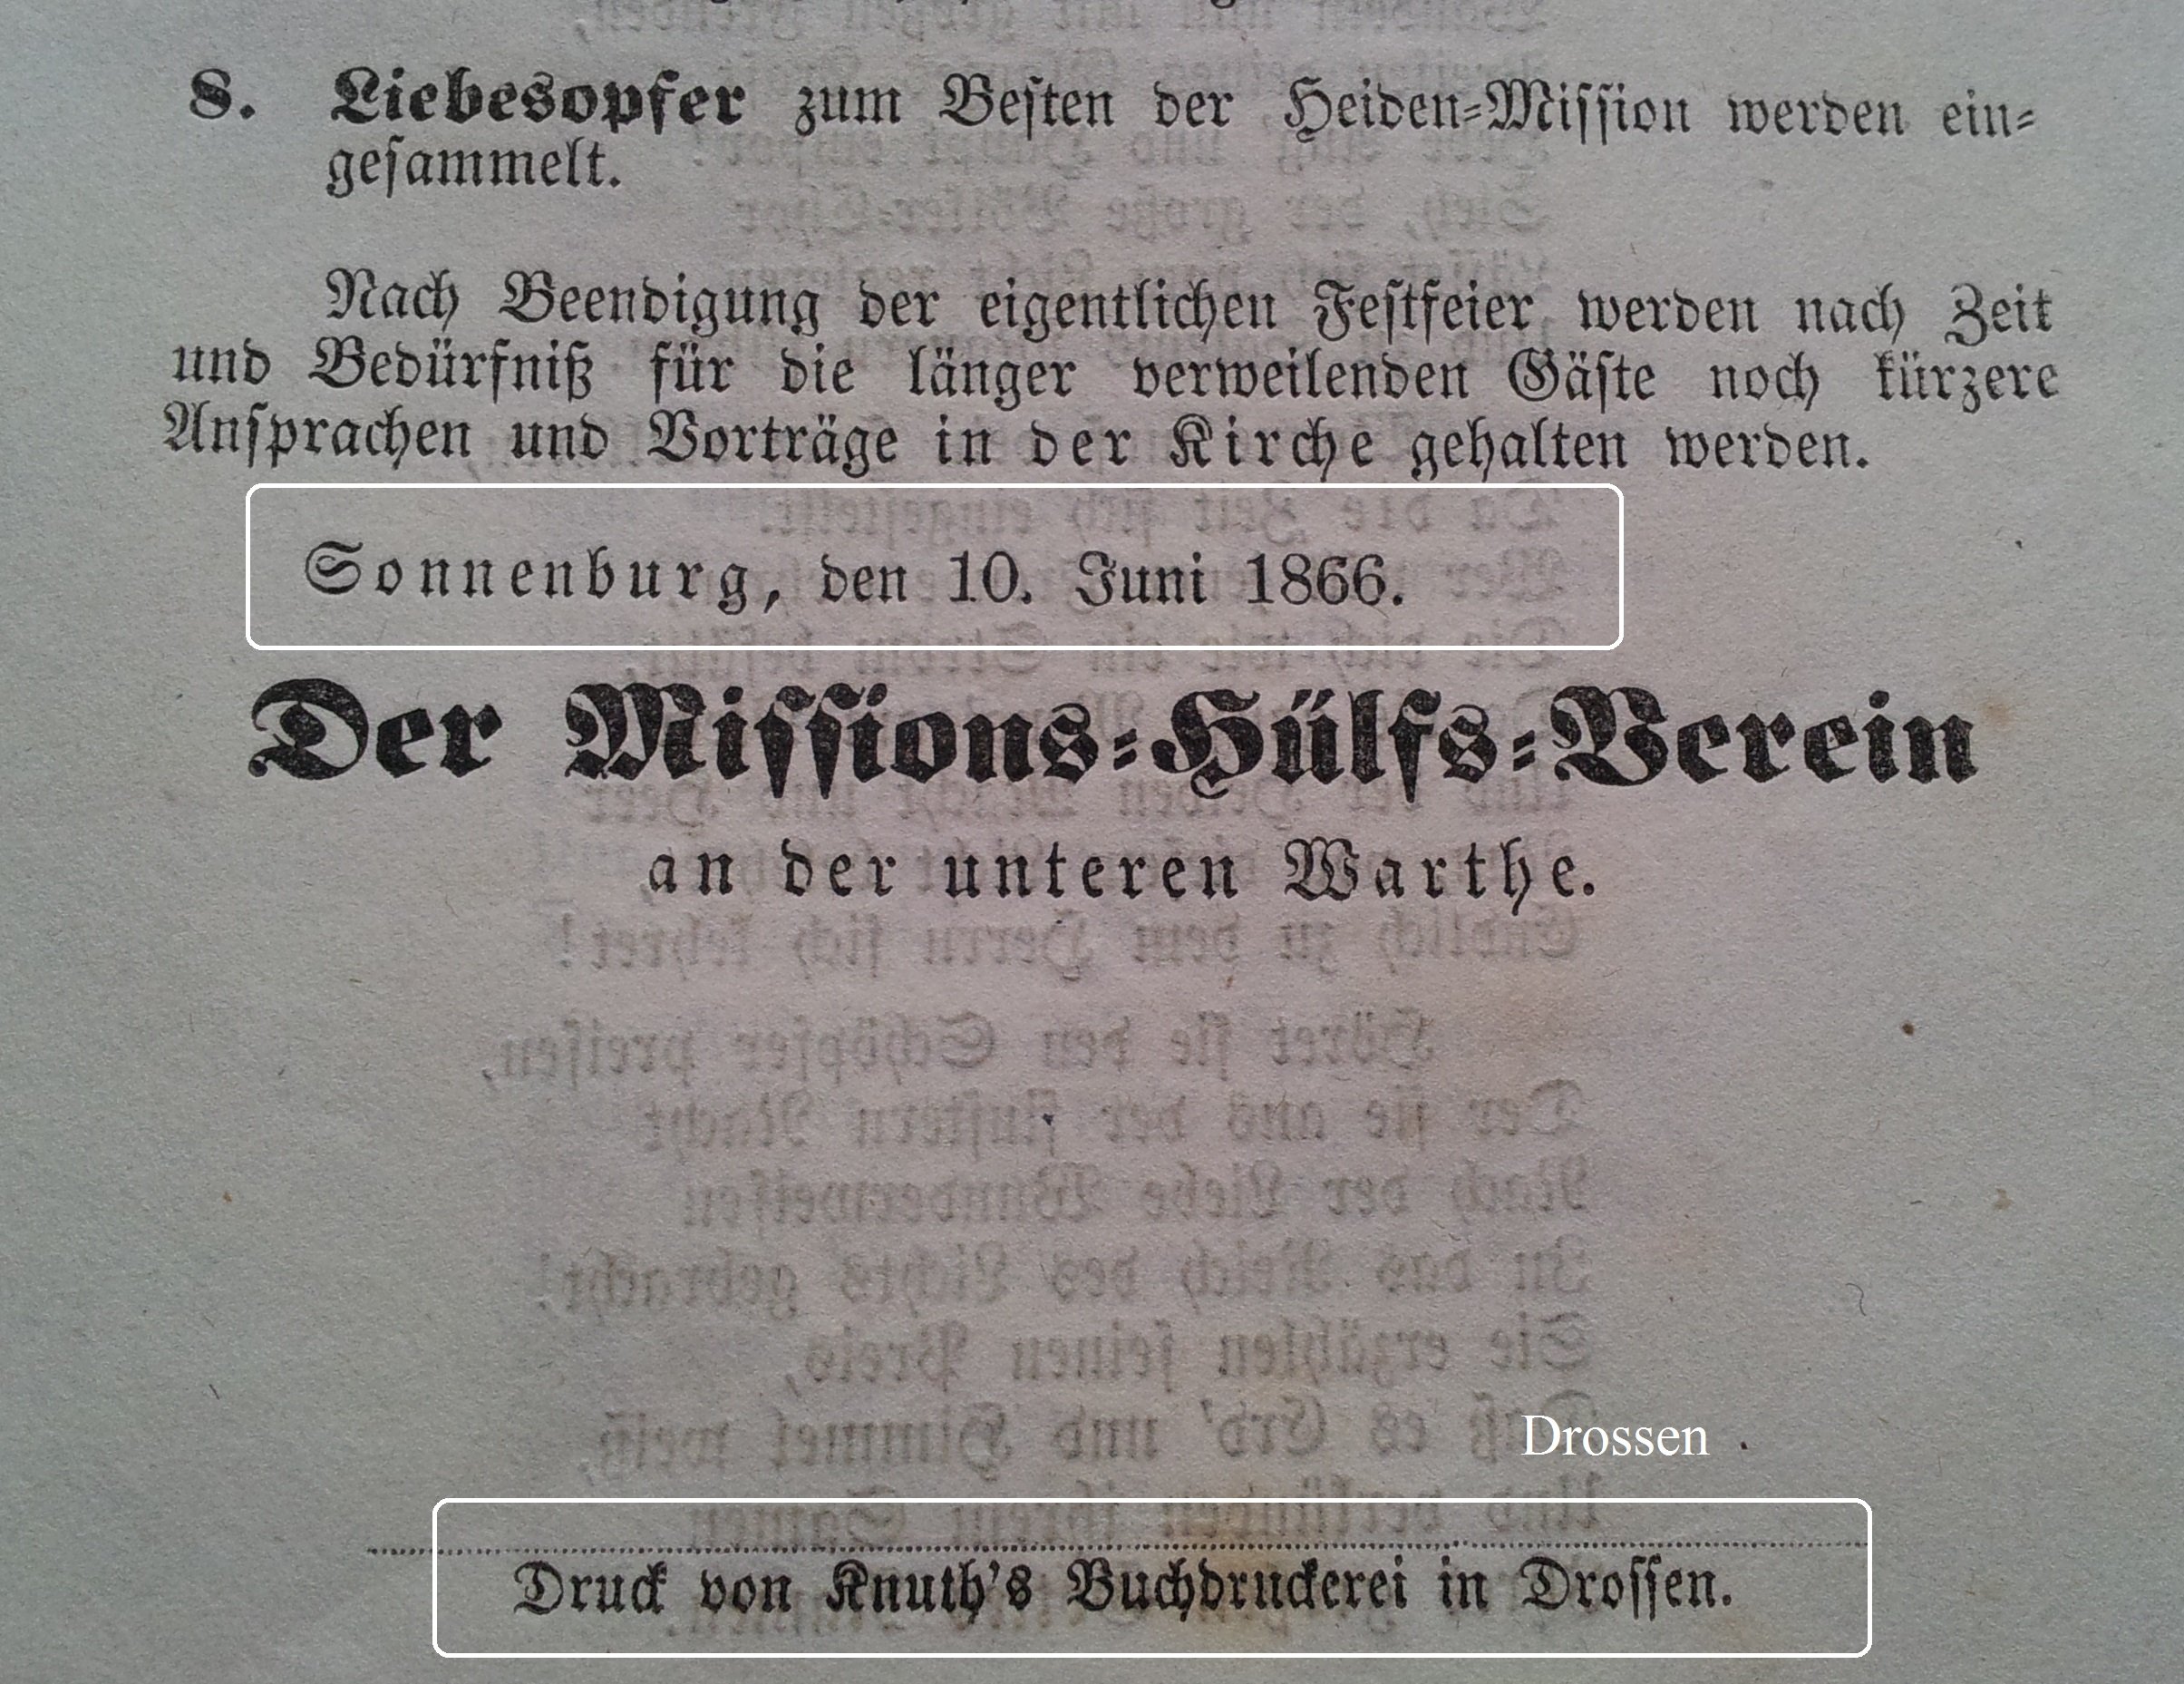 8. Liebesopfer zum Besten der Heiden-Mission werden ein-
gesammelt.
Nach Beendigung der eigentlichen Festfeier werden nach Zeit
und Bedürfniß für die länger verweilenden Gäste noch kürzere
Ansprachen und Vorträge in der Kirche gehalten werden.
Sonnenburg, den 10. Juni 1866.
Der Missions-Hülfs-Verein
an der unteren Warthe.
Drossen
Druck von Knuth's Buchdruckerei in Drossen.